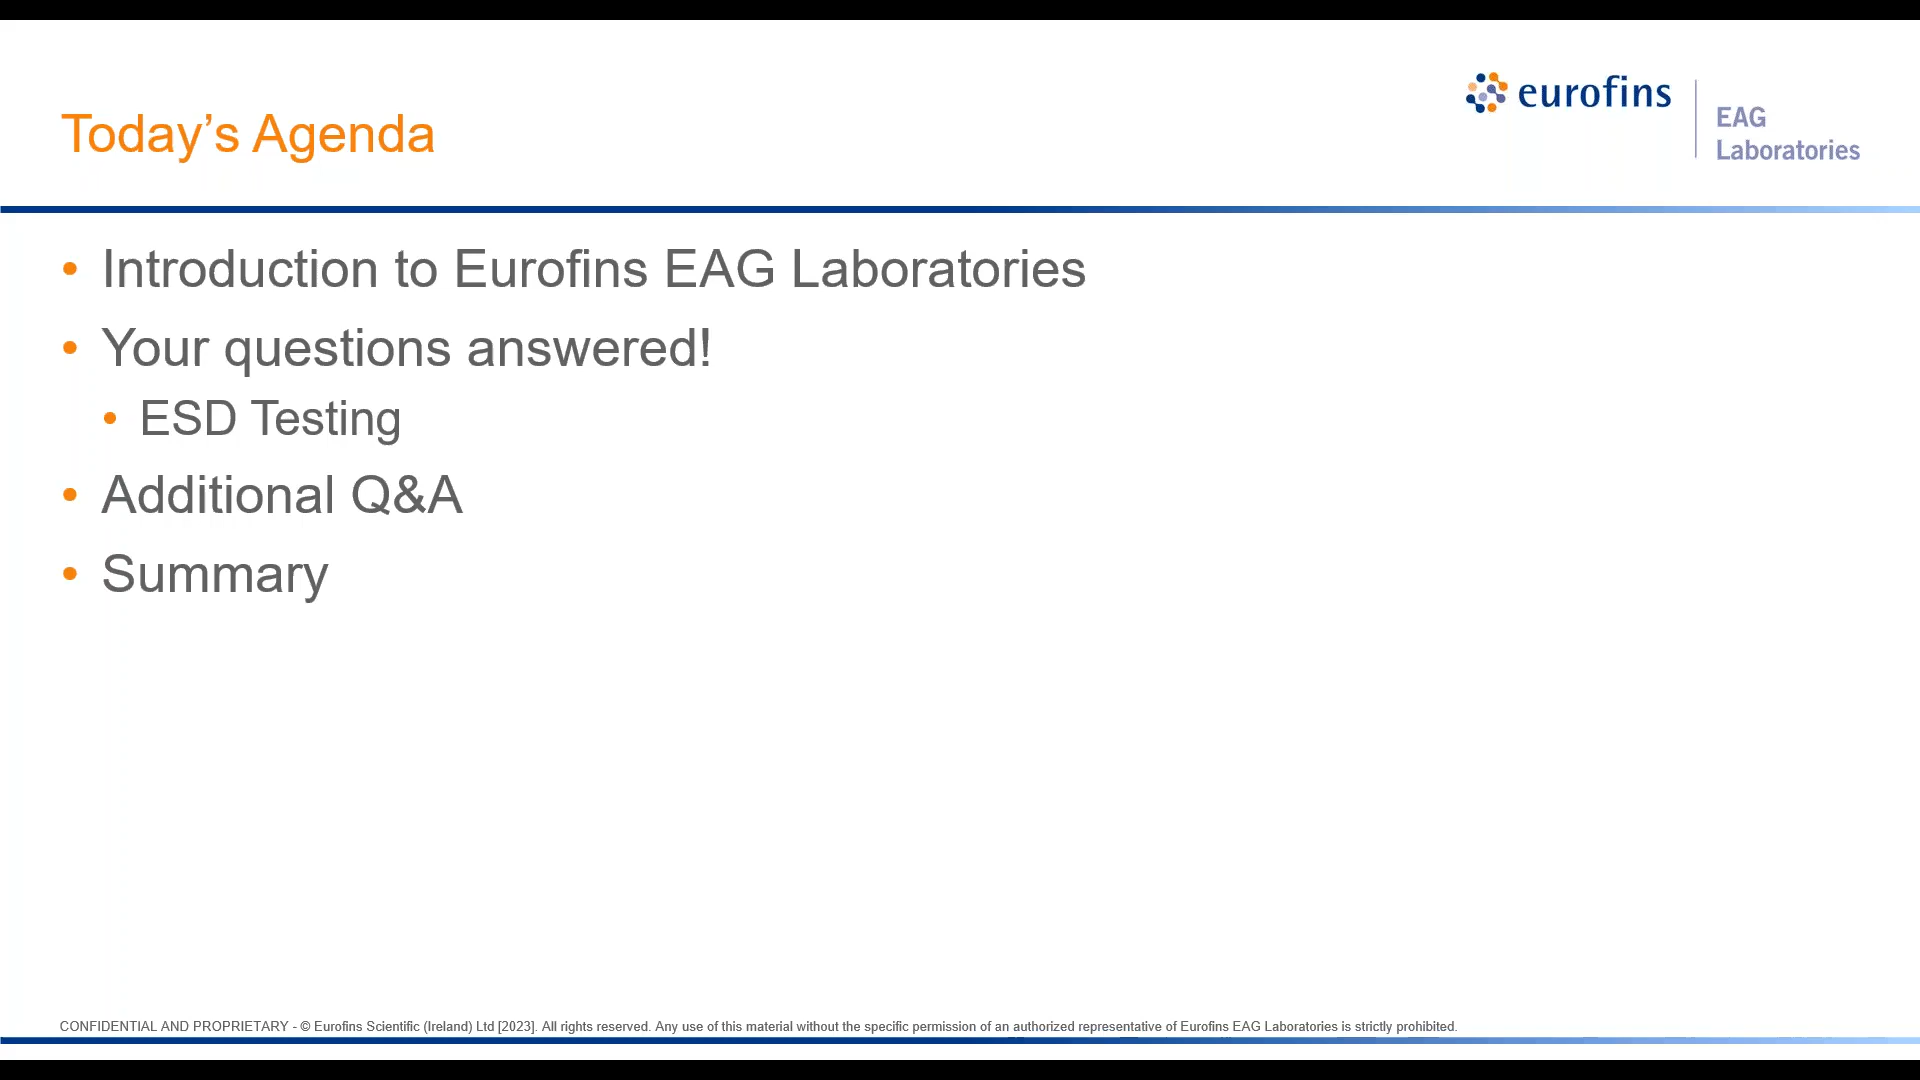 Today’s Agenda
eurofins
EAG
Laboratories
• Introduction to Eurofins EAG Laboratories
• Your questions answered!
• ESD Testing
• Additional Q&A
• Summary
CONFIDENTIAL AND PROPRIETARY - © Eurofins Scientific (Ireland) Ltd [2023]. All rights reserved. Any use of this material without the specific permission of an authorized representative of Eurofins EAG Laboratories is strictly prohibited.